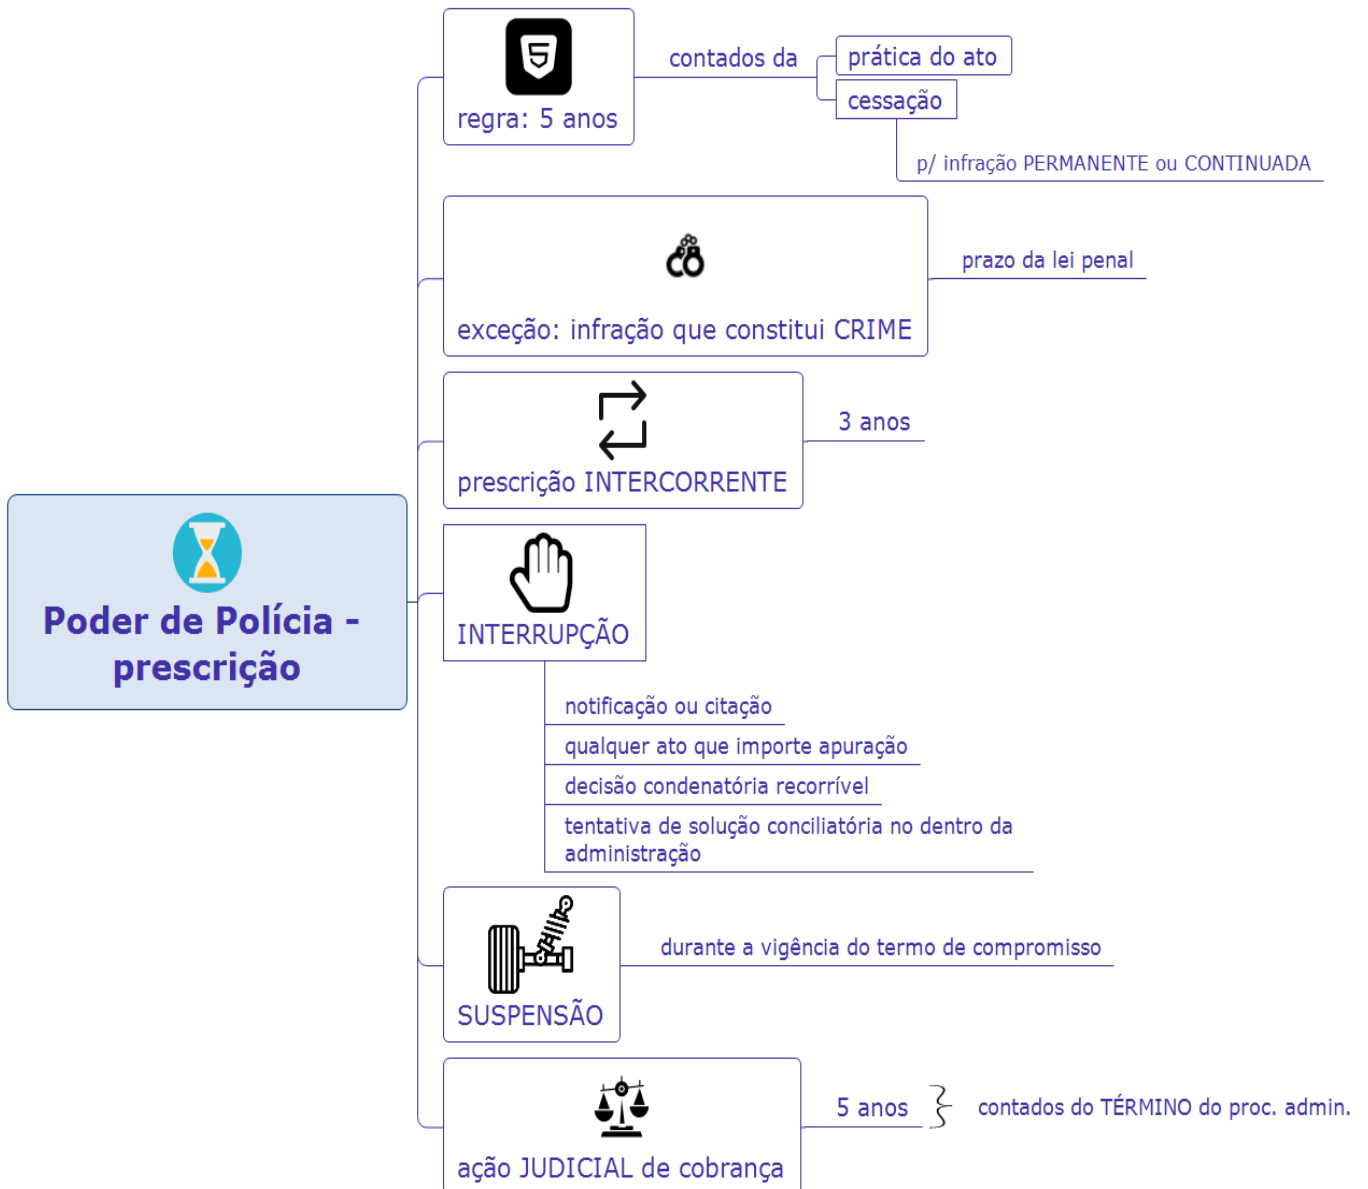 regra: 5 anos
contados da
prática do ato
cessação
p/ infração PERMANENTE ou CONTINUADA
exceção: infração que constitui CRIME
prazo da lei penal
prescrição INTERCORRENTE
3 anos
Poder de Polícia -
prescrição
INTERRUPÇÃO
notificação ou citação
qualquer ato que importe apuração
decisão condenatória recorrível
tentativa de solução conciliatória no dentro da
administração
SUSPENSÃO
durante a vigência do termo de compromisso
ação JUDICIAL de cobrança
5 anos
contados do TÉRMINO do proc. admin.